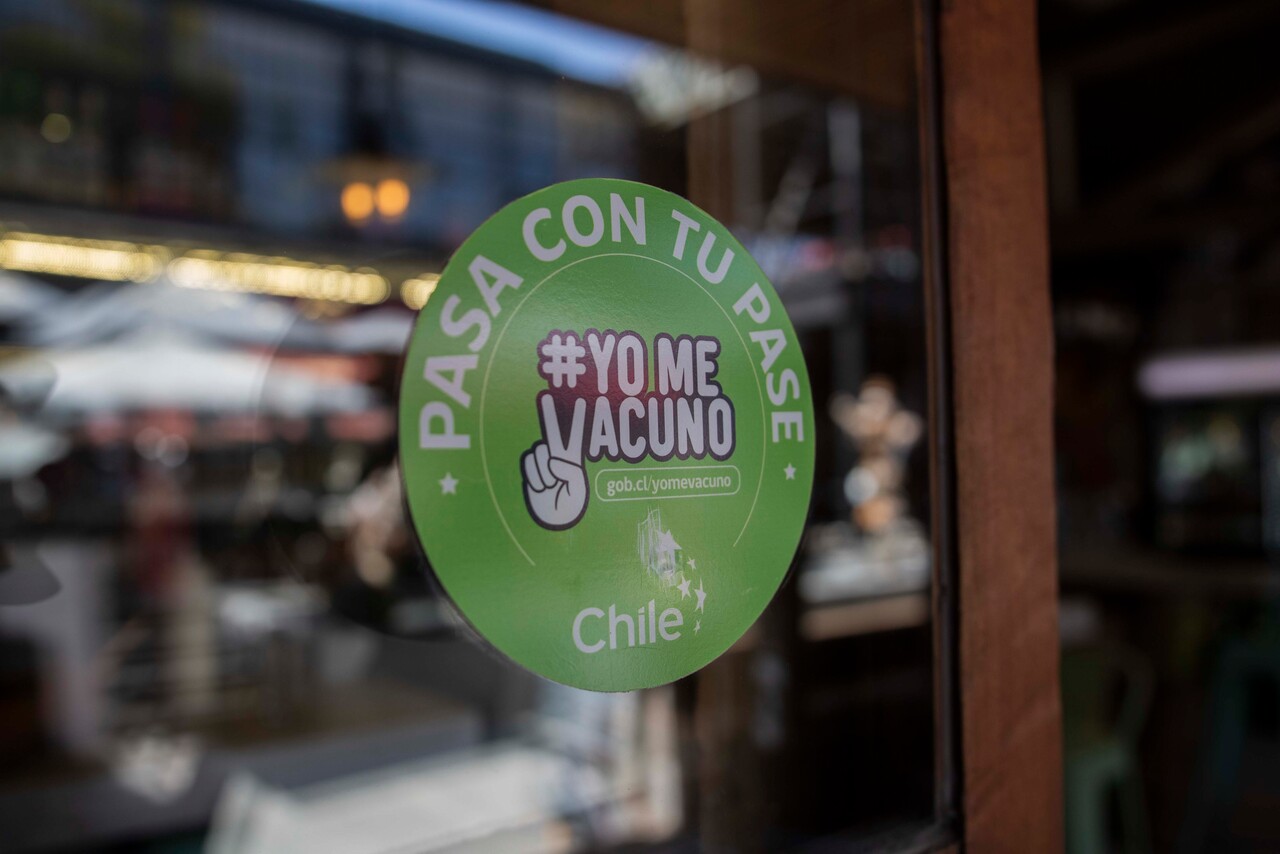 PASA CON TU PASE
#YO ME
VACUNO
gob.cl/yomevacuno
Chile